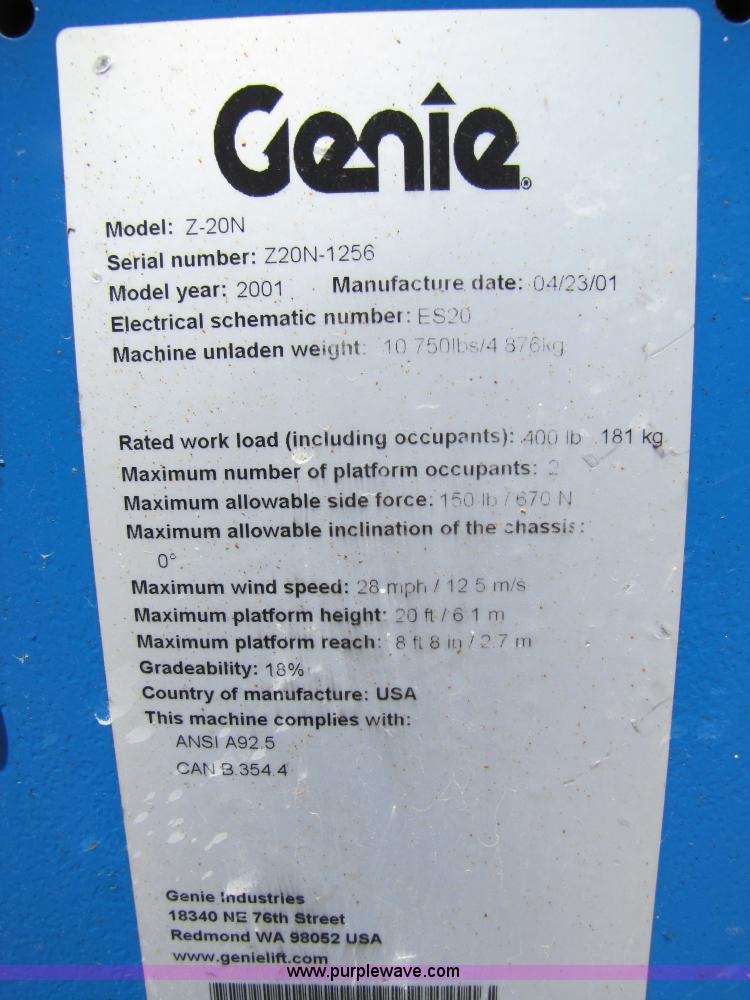 Genie®
Model: Z-20N
Serial number: Z20N-1256
Model year: 2001 Manufacture date: 04/23/01
Electrical schematic number: ES20
Machine unladen weight: 10 750lbs/4 876kg
Rated work load (including occupants): 400 lb 181 kg
Maximum number of platform occupants: 2
Maximum allowable side force: 150 lb / 670 N
Maximum allowable inclination of the chassis:
0°
Maximum wind speed: 28 mph / 12 5 m/s
Maximum platform height: 20 ft / 6 1 m
Maximum platform reach: 8 ft 8 in / 2.7 m
Gradeability: 18%
Country of manufacture: USA
This machine complies with:
ANSI A92.5
CAN B.354.4
Genie Industries
18340 NE 76th Street
Redmond WA 98052 USA
www.genielift.com
www.purplewave.com